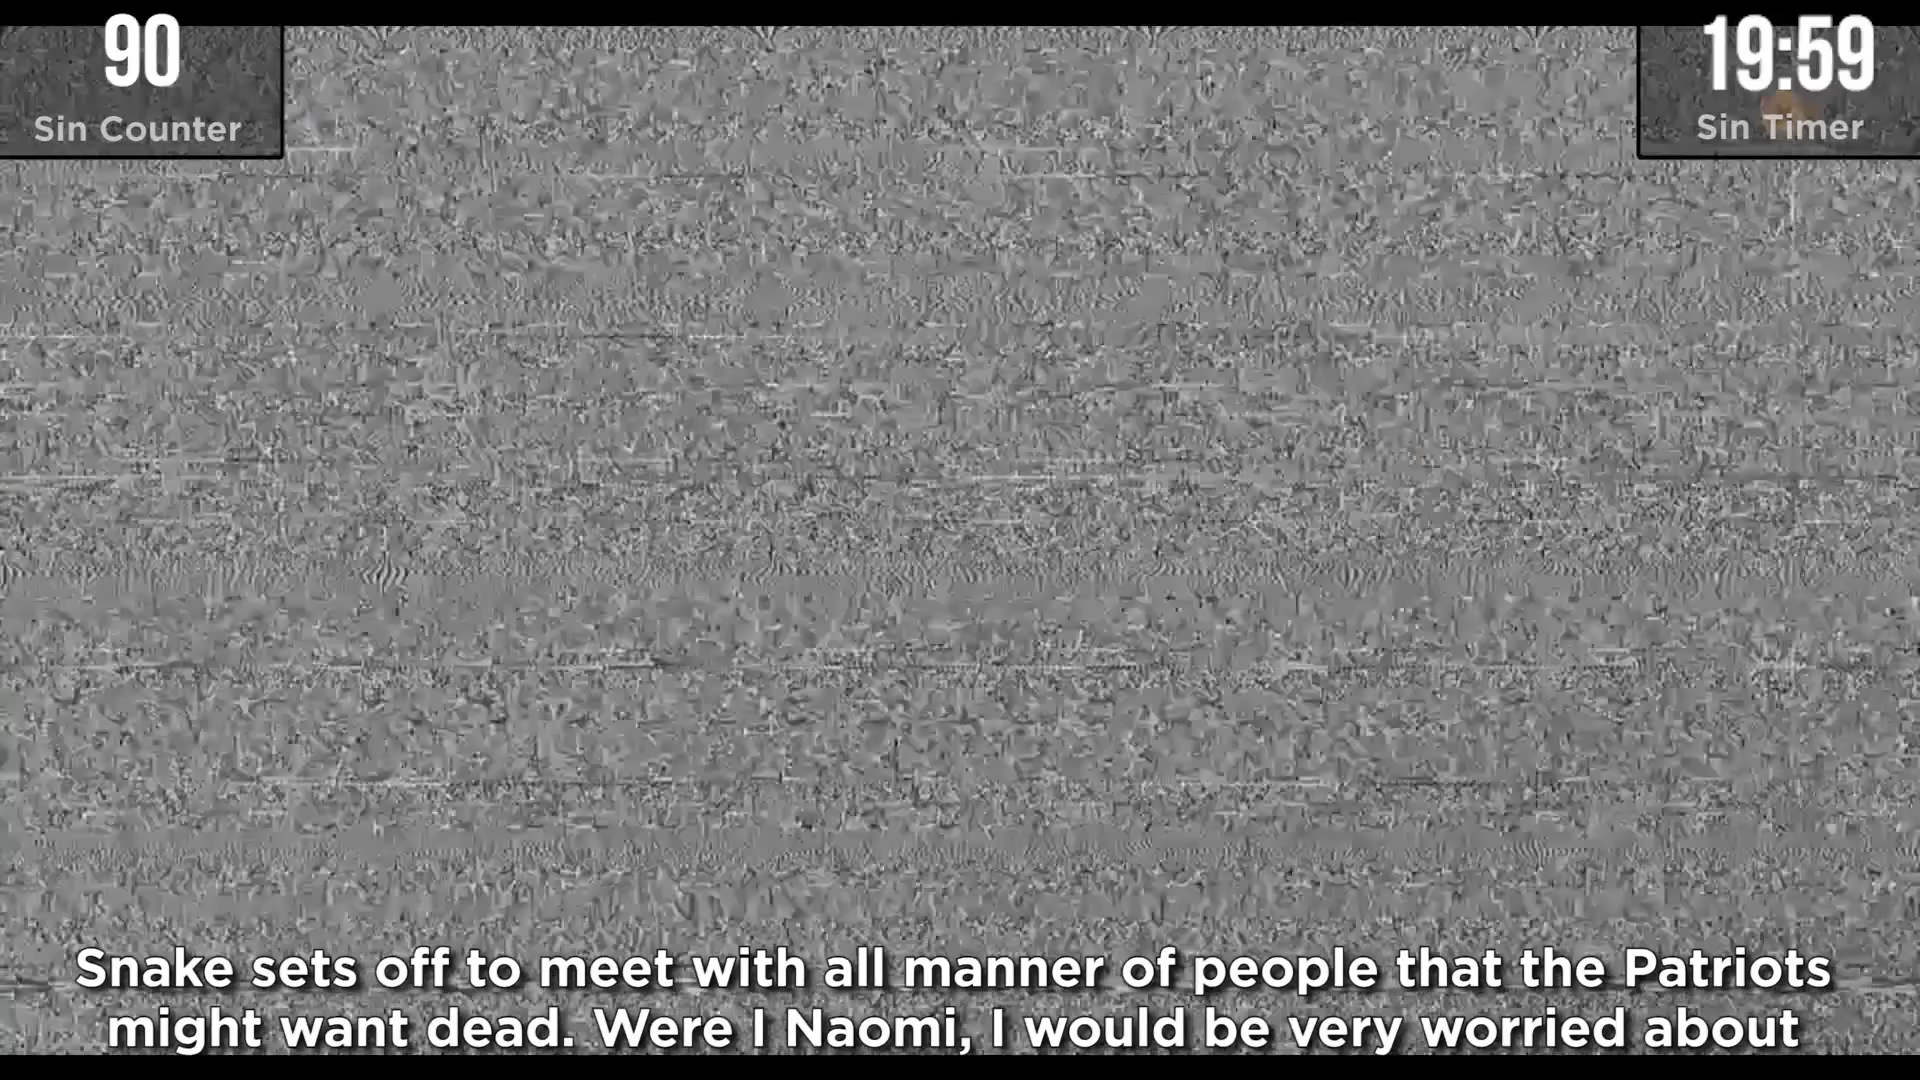 90
Sin Counter
19:59
Sin Timer
Snake sets off to meet with all manner of people that the Patriots
might want dead. Were I Naomi, I would be very worried about